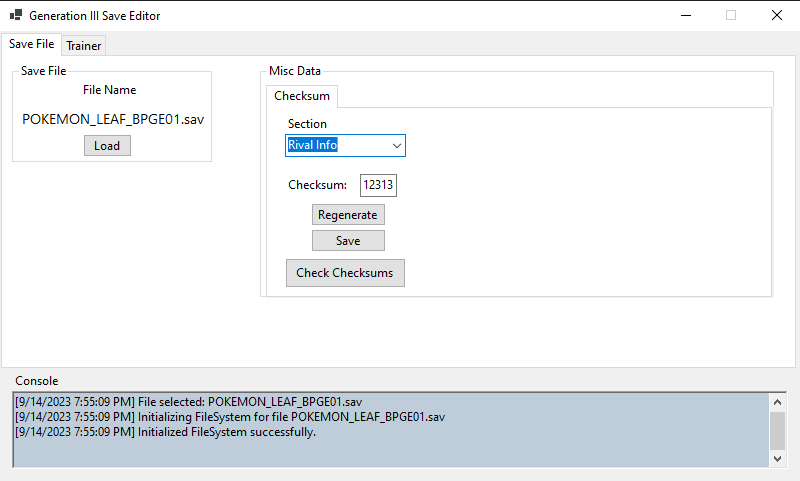 Generation III Save Editor
Save File
Trainer
Save File
File Name
POKEMON_LEAF_BPGE01.sav
Load
Misc Data
Checksum
Section
Rival Info
Checksum:
12313
Regenerate
Save
Check Checksums
Console
[9/14/2023 7:55:09 PM] File selected: POKEMON_LEAF_BPGE01.sav
[9/14/2023 7:55:09 PM] Initializing FileSystem for file POKEMON_LEAF_BPGE01.sav
[9/14/2023 7:55:09 PM] Initialized FileSystem successfully.